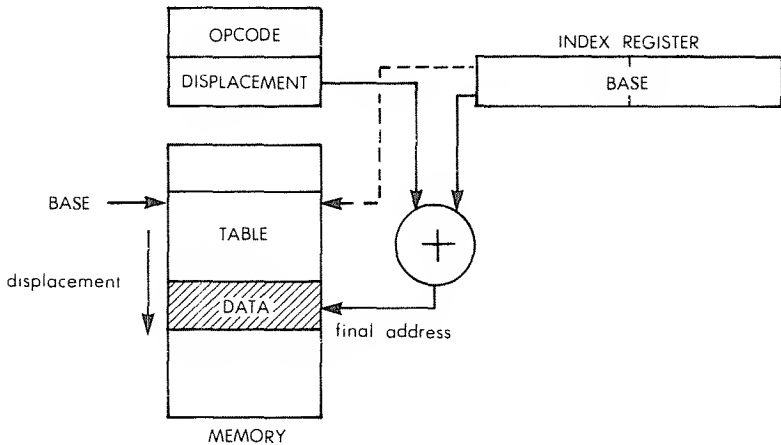 OPCODE
DISPLACEMENT
INDEX REGISTER
BASE
BASE
TABLE
+
displacement
DATA
final address
MEMORY